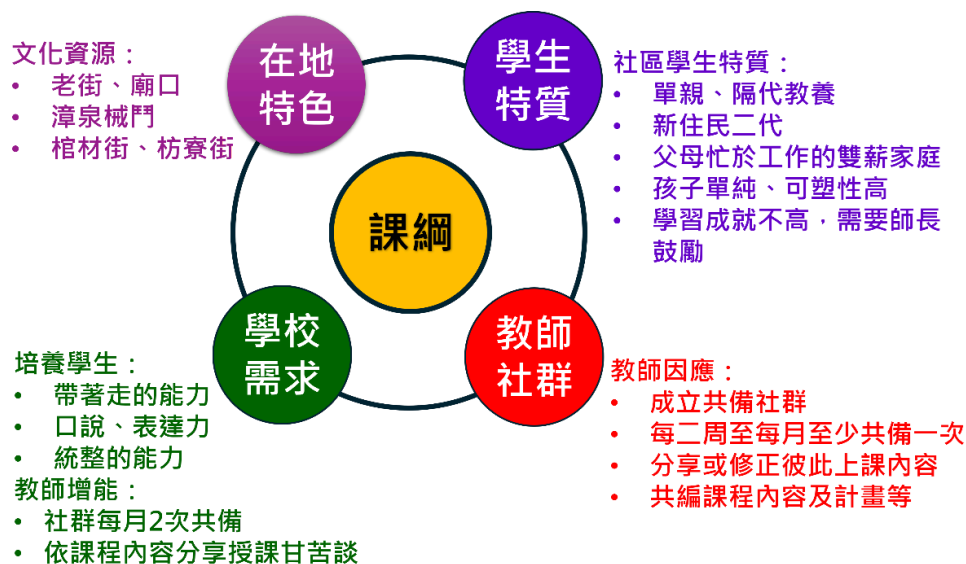 在地
特色
文化資源：
• 老街、廟口
• 漳泉械鬥
• 棺材街、枋寮街
學生
特質
社區學生特質：
• 單親、隔代教養
• 新住民二代
• 父母忙於工作的雙薪家庭
• 孩子單純、可塑性高
• 學習成就不高，需要師長
鼓勵
課綱
學校
需求
培養學生：
• 帶著走的能力
• 口說、表達力
• 統整的能力
教師增能：
• 社群每月2次共備
• 依課程內容分享授課甘苦談
教師
社群
教師因應：
• 成立共備社群
• 每二周至每月至少共備一次
• 分享或修正彼此上課內容
• 共編課程內容及計畫等